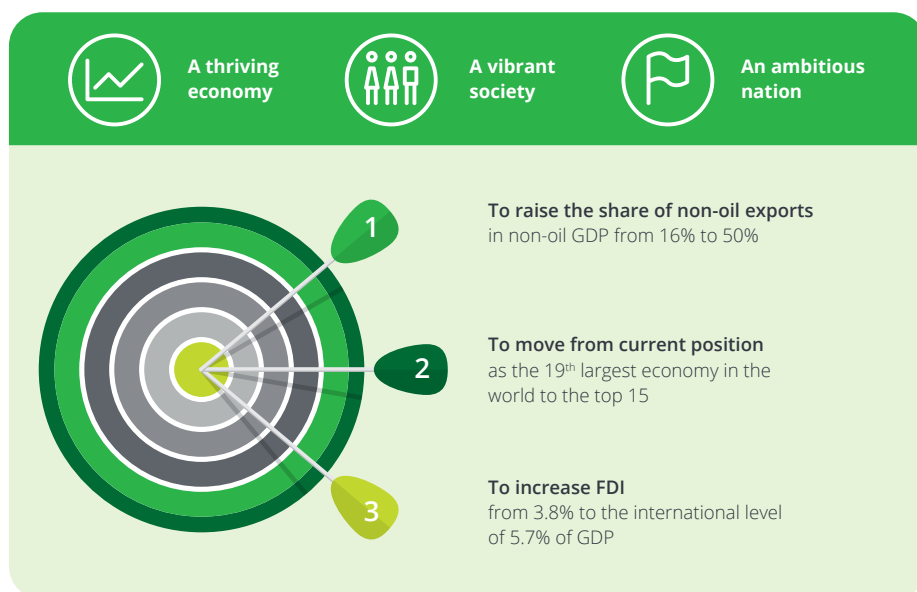 A thriving
economy
A vibrant
society
An ambitious
nation
1
To raise the share of non-oil exports
in non-oil GDP from 16% to 50%
2
To move from current position
as the 19th largest economy in the
world to the top 15
3
To increase FDI
from 3.8% to the international level
of 5.7% of GDP